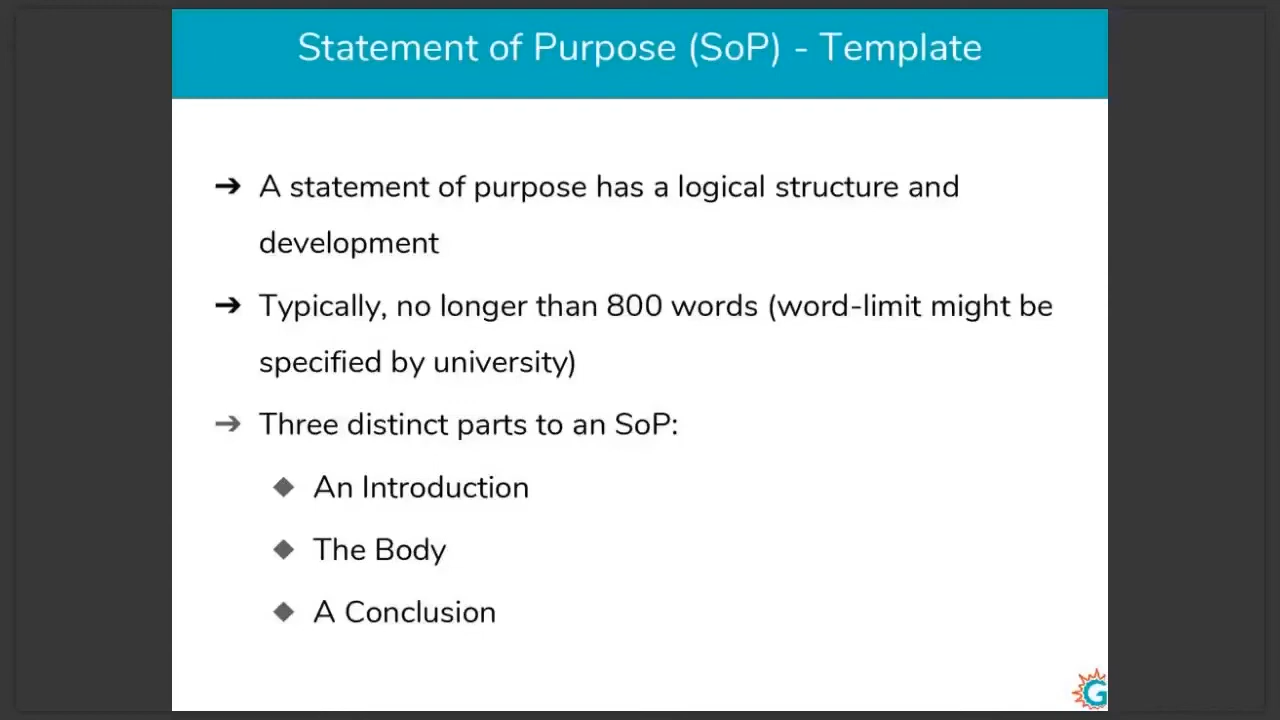 Statement of Purpose (SoP) - Template
➔ A statement of purpose has a logical structure and
development
➔ Typically, no longer than 800 words (word-limit might be
specified by university)
➔ Three distinct parts to an SoP:
◆ An Introduction
◆ The Body
◆ A Conclusion
G